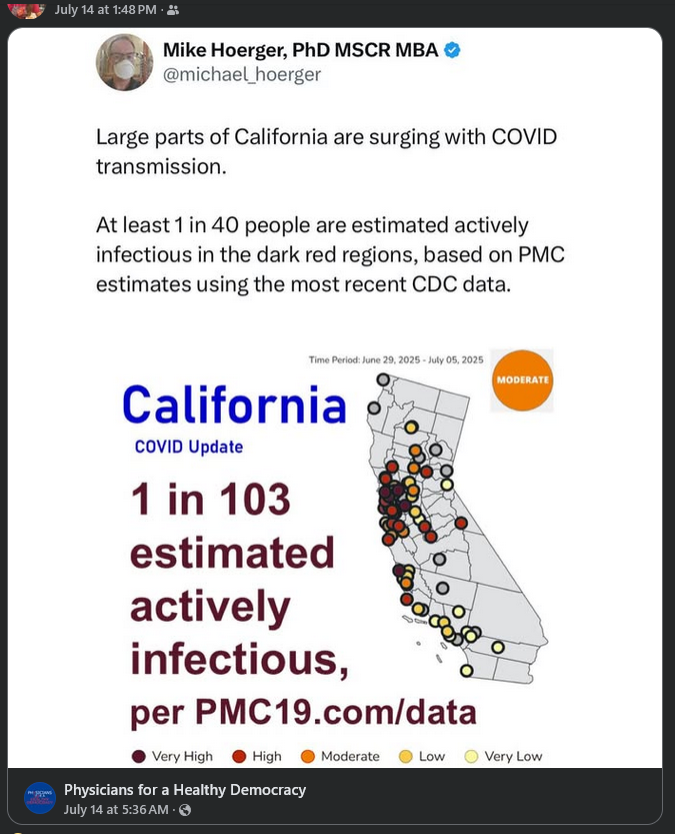 July 14 at 1:48 PM ·
Mike Hoerger, PhD MSCR MBA
@michael_hoerger
Large parts of California are surging with COVID
transmission.
At least 1 in 40 people are estimated actively
infectious in the dark red regions, based on PMC
estimates using the most recent CDC data.
Time Period: June 29, 2025 - July 05, 2025
MODERATE
California
COVID Update
1 in 103
estimated
actively
infectious,
per PMC19.com/data
Very High High Moderate Low Very Low
Physicians for a Healthy Democracy
July 14 at 5:36 AM ·